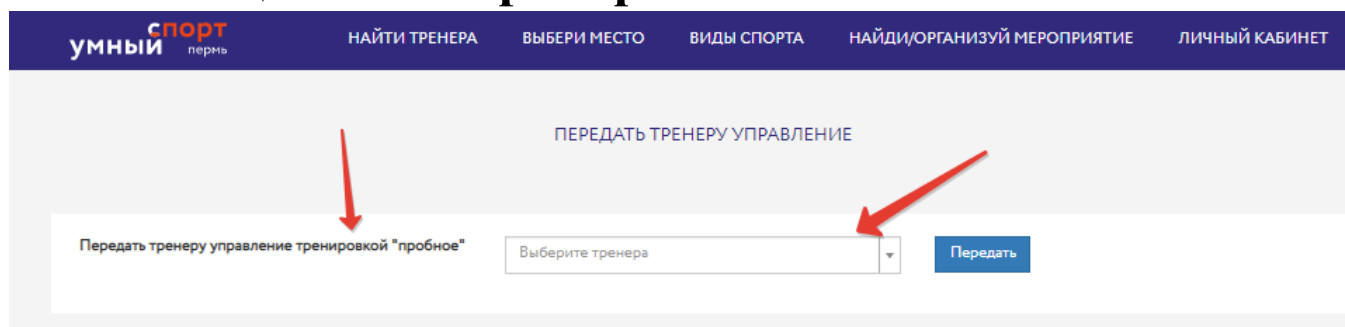 умный спорт пермь НАЙТИ ТРЕНЕРА ВЫБЕРИ МЕСТО ВИДЫ СПОРТА НАЙДИ/ОРГАНИЗУЙ МЕРОПРИЯТИЕ ЛИЧНЫЙ КАБИНЕТ
ПЕРЕДАТЬ ТРЕНЕРУ УПРАВЛЕНИЕ
Передать тренеру управление тренировкой "пробное" Выберите тренера Передать